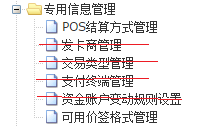 专用信息管理
POS结算方式管理
发卡商管理
交易类型管理
支付终端管理
资金账户变动规则设置
可用价签格式管理